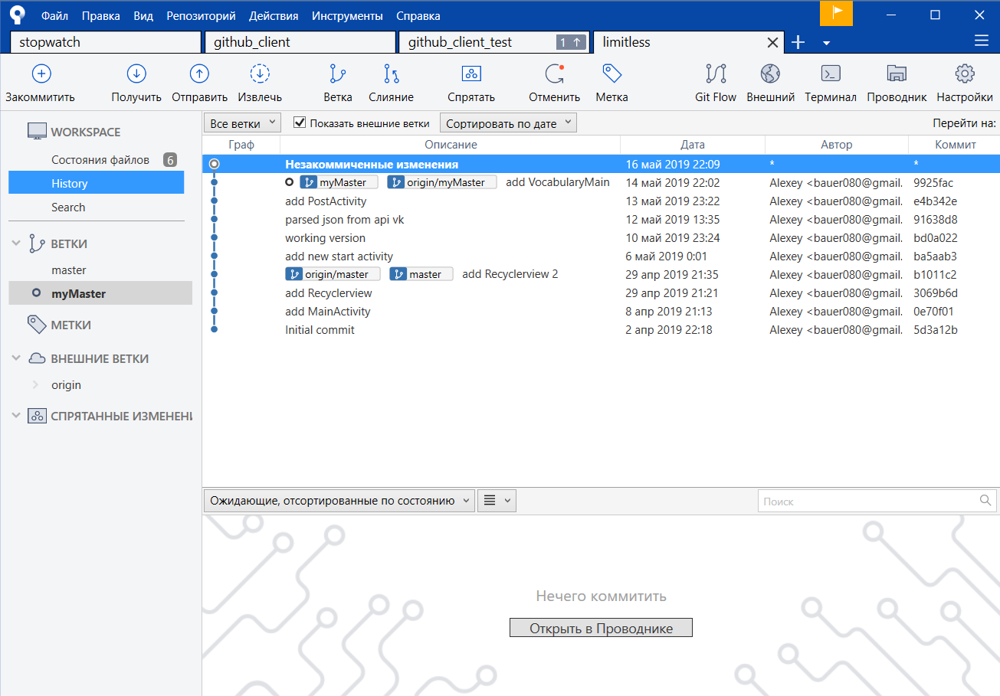 Файл Правка Вид Репозиторий Действия Инструменты Справка
stopwatch github_client github_client_test 1 limitless
Закоммитить Получить Отправить Извлечь Ветка Слияние Спрятать Отменить Метка Git Flow Внешний Терминал Проводник Настройки
WORKSPACE
Состояния файлов 6
History
Search
ВЕТКИ
master
myMaster
МЕТКИ
ВНЕШНИЕ ВЕТКИ
origin
СПРЯТАННЫЕ ИЗМЕНЕНИ
Все ветки Показать внешние ветки Сортировать по дате Перейти на:
Граф Описание Дата Автор Коммит
Незакоммиченные изменения 16 май 2019 22:09 * *
myMaster origin/myMaster add VocabularyMain 14 май 2019 22:02 Alexey <bauer080@gmail. 9925fac
add PostActivity 13 май 2019 23:22 Alexey <bauer080@gmail. e4b342e
parsed json from api vk 12 май 2019 13:35 Alexey <bauer080@gmail. 91638d8
working version 10 май 2019 23:24 Alexey <bauer080@gmail. bd0a022
add new start activity 6 май 2019 0:01 Alexey <bauer080@gmail. ba5aab3
origin/master master add Recyclerview 2 29 апр 2019 21:35 Alexey <bauer080@gmail. b1011c2
add Recyclerview 29 апр 2019 21:21 Alexey <bauer080@gmail. 3069b6d
add MainActivity 8 апр 2019 21:13 Alexey <bauer080@gmail. 0e70f01
Initial commit 2 апр 2019 22:18 Alexey <bauer080@gmail. 5d3a12b
Ожидающие, отсортированные по состоянию Поиск
Нечего коммитить
Открыть в Проводнике